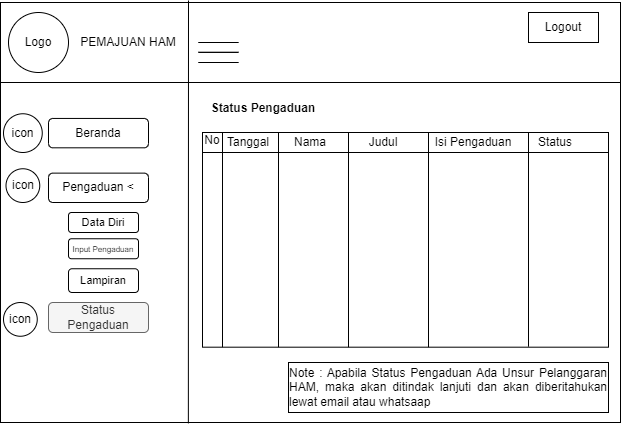 Logo
PEMAJUAN HAM
Logout
icon
Beranda
icon
Pengaduan <
Data Diri
Input Pengaduan
Lampiran
icon
Status
Pengaduan
Status Pengaduan
No Tanggal Nama Judul Isi Pengaduan Status
Note : Apabila Status Pengaduan Ada Unsur Pelanggaran
HAM, maka akan ditindak lanjuti dan akan diberitahukan
lewat email atau whatsaap